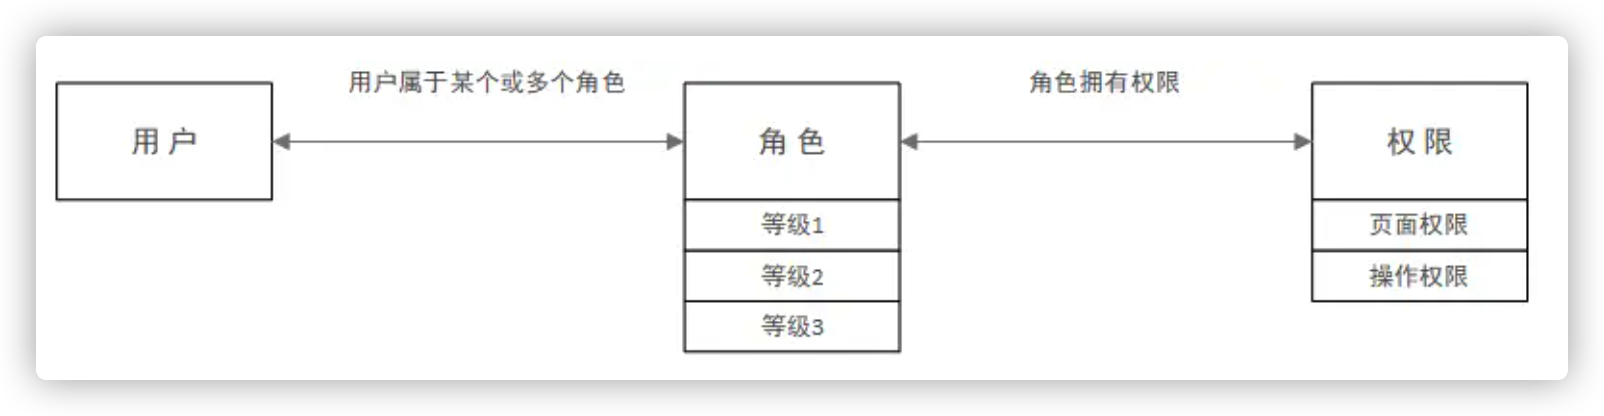 用户属于某个或多个角色
角色拥有权限
用 户
角 色
权 限
等级1
页面权限
等级2
操作权限
等级3